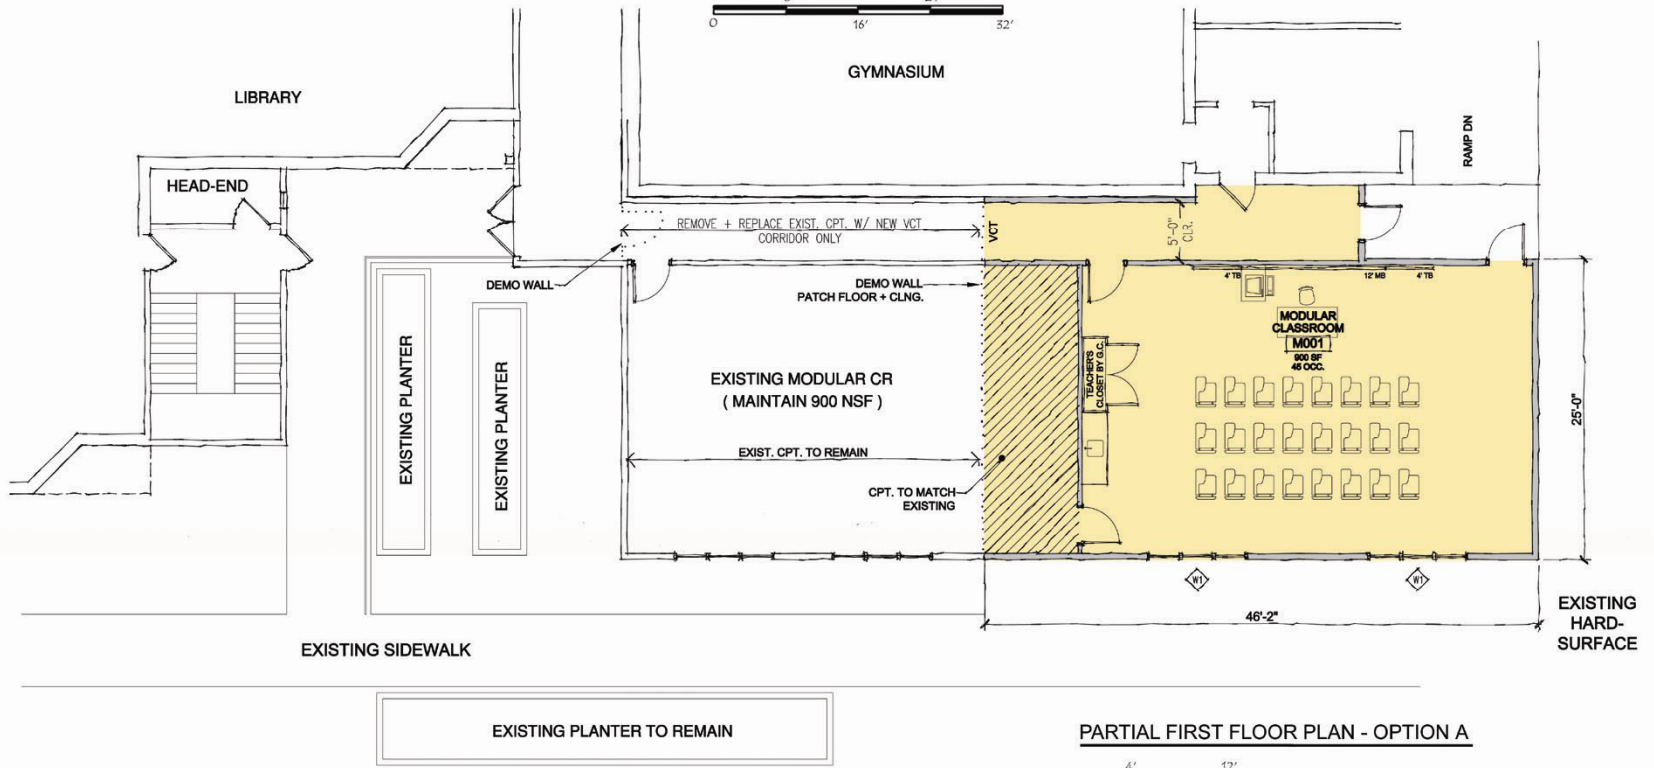 0
16'
32'
GYMNASIUM
LIBRARY
RAMP DN
HEAD-END
REMOVE + REPLACE EXIST. CPT. W/ NEW VCT
CORRIDOR ONLY
VCT
5'-0"
CLR.
DEMO WALL
DEMO WALL
PATCH FLOOR + CLNG.
4' TB
12' MB
4' TB
MODULAR
CLASSROOM
M001
900 SF
45 OCC.
TEACHER'S
CLOSET BY G.C.
EXISTING PLANTER
EXISTING PLANTER
EXISTING MODULAR CR
( MAINTAIN 900 NSF )
25'-0"
EXIST. CPT. TO REMAIN
CPT. TO MATCH
EXISTING
W1
W1
46'-2"
EXISTING
HARD-
SURFACE
EXISTING SIDEWALK
EXISTING PLANTER TO REMAIN
PARTIAL FIRST FLOOR PLAN - OPTION A
4'
12'